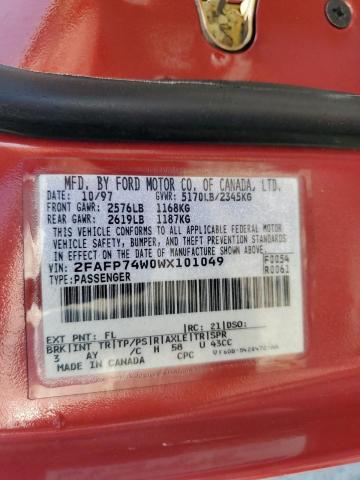 MFD. BY FORD MOTOR CO. OF CANADA, LTD.
DATE: 10/97 GVWR: 5170LB/2345KG
FRONT GAWR: 2576LB 1168KG
REAR GAWR: 2619LB 1187KG
THIS VEHICLE CONFORMS TO ALL APPLICABLE FEDERAL MOTOR
VEHICLE SAFETY, BUMPER, AND THEFT PREVENTION STANDARDS
IN EFFECT ON THE DATE OF MANUFACTURE SHOWN ABOVE.
VIN: 2FAFP74W0WX101049 F0054
TYPE: PASSENGER R0061
EXT PNT: FL RC: 21 DSO:
BRK INT TR TP/PS R AXLE TR SPR
3 AY /C H 58 U 43CC
MADE IN CANADA CPC